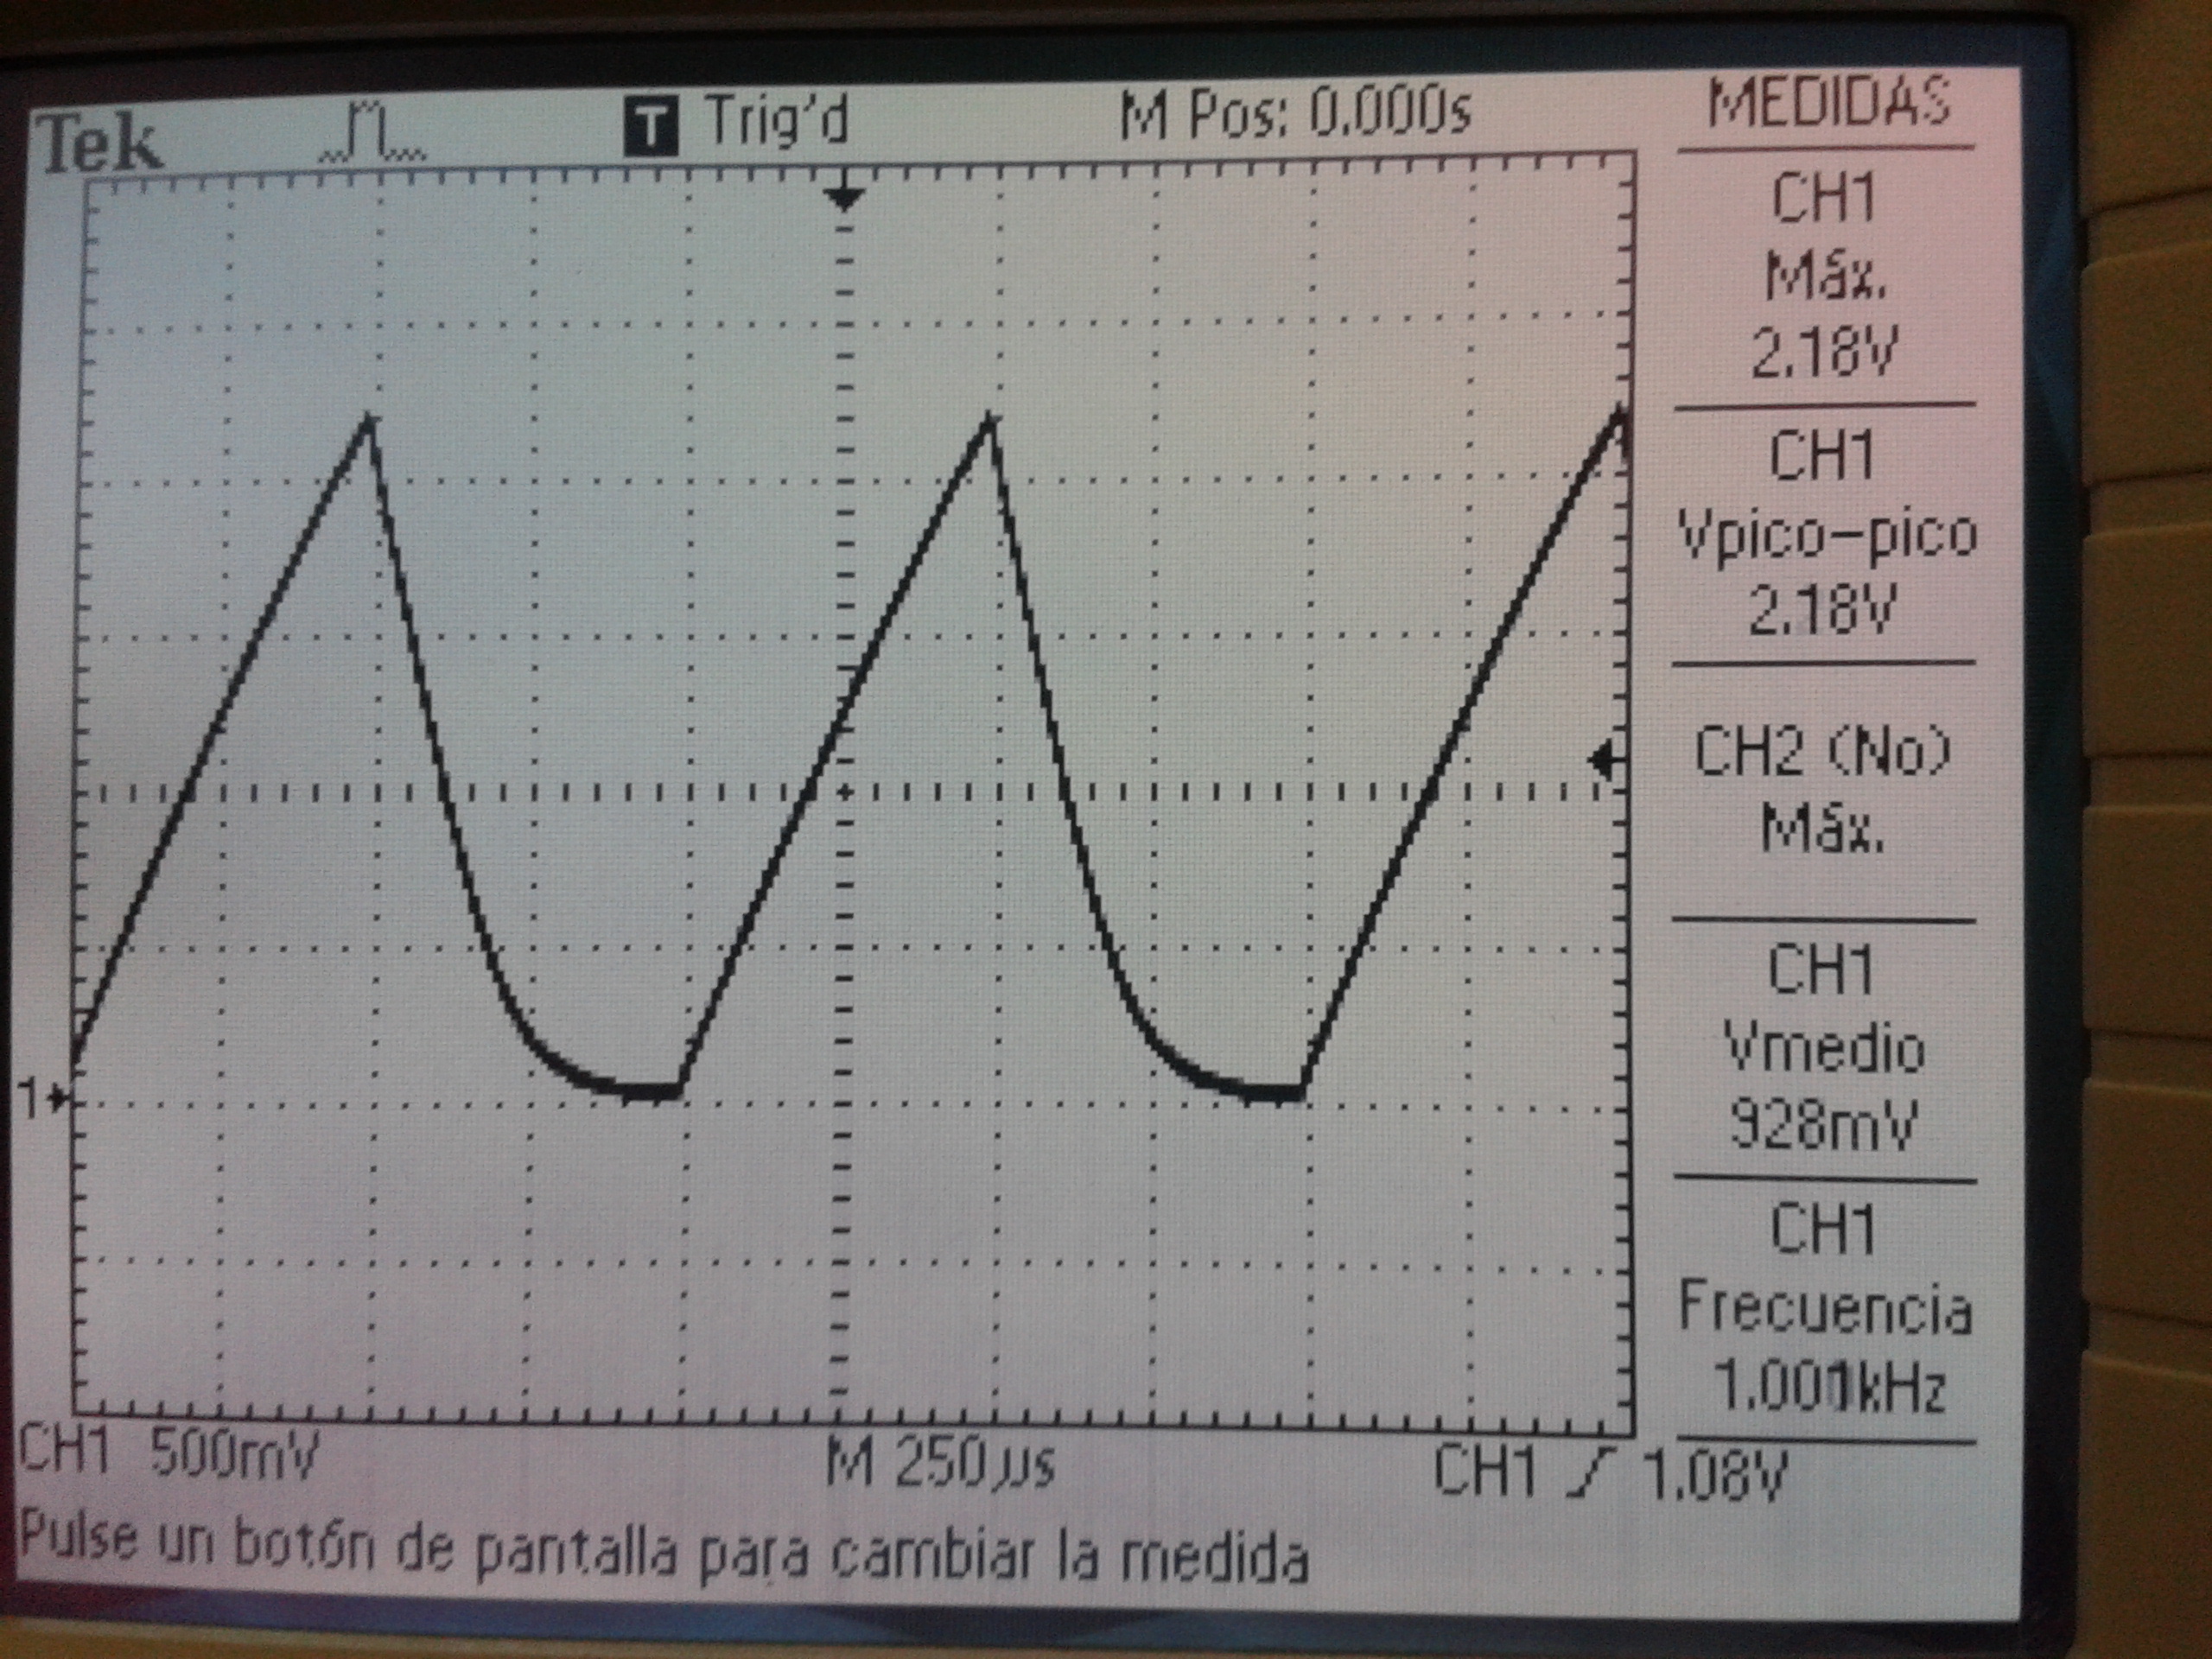 Tek T Trig'd M Pos: 0.000s MEDIDAS
CH1
Máx.
2.18V
CH1
Vpico-pico
2.18V
CH2 (No)
Máx.
CH1
Vmedio
928mV
CH1
Frecuencia
1.001kHz
1
CH1 500mV M 250µs CH1 1.08V
Pulse un botón de pantalla para cambiar la medida